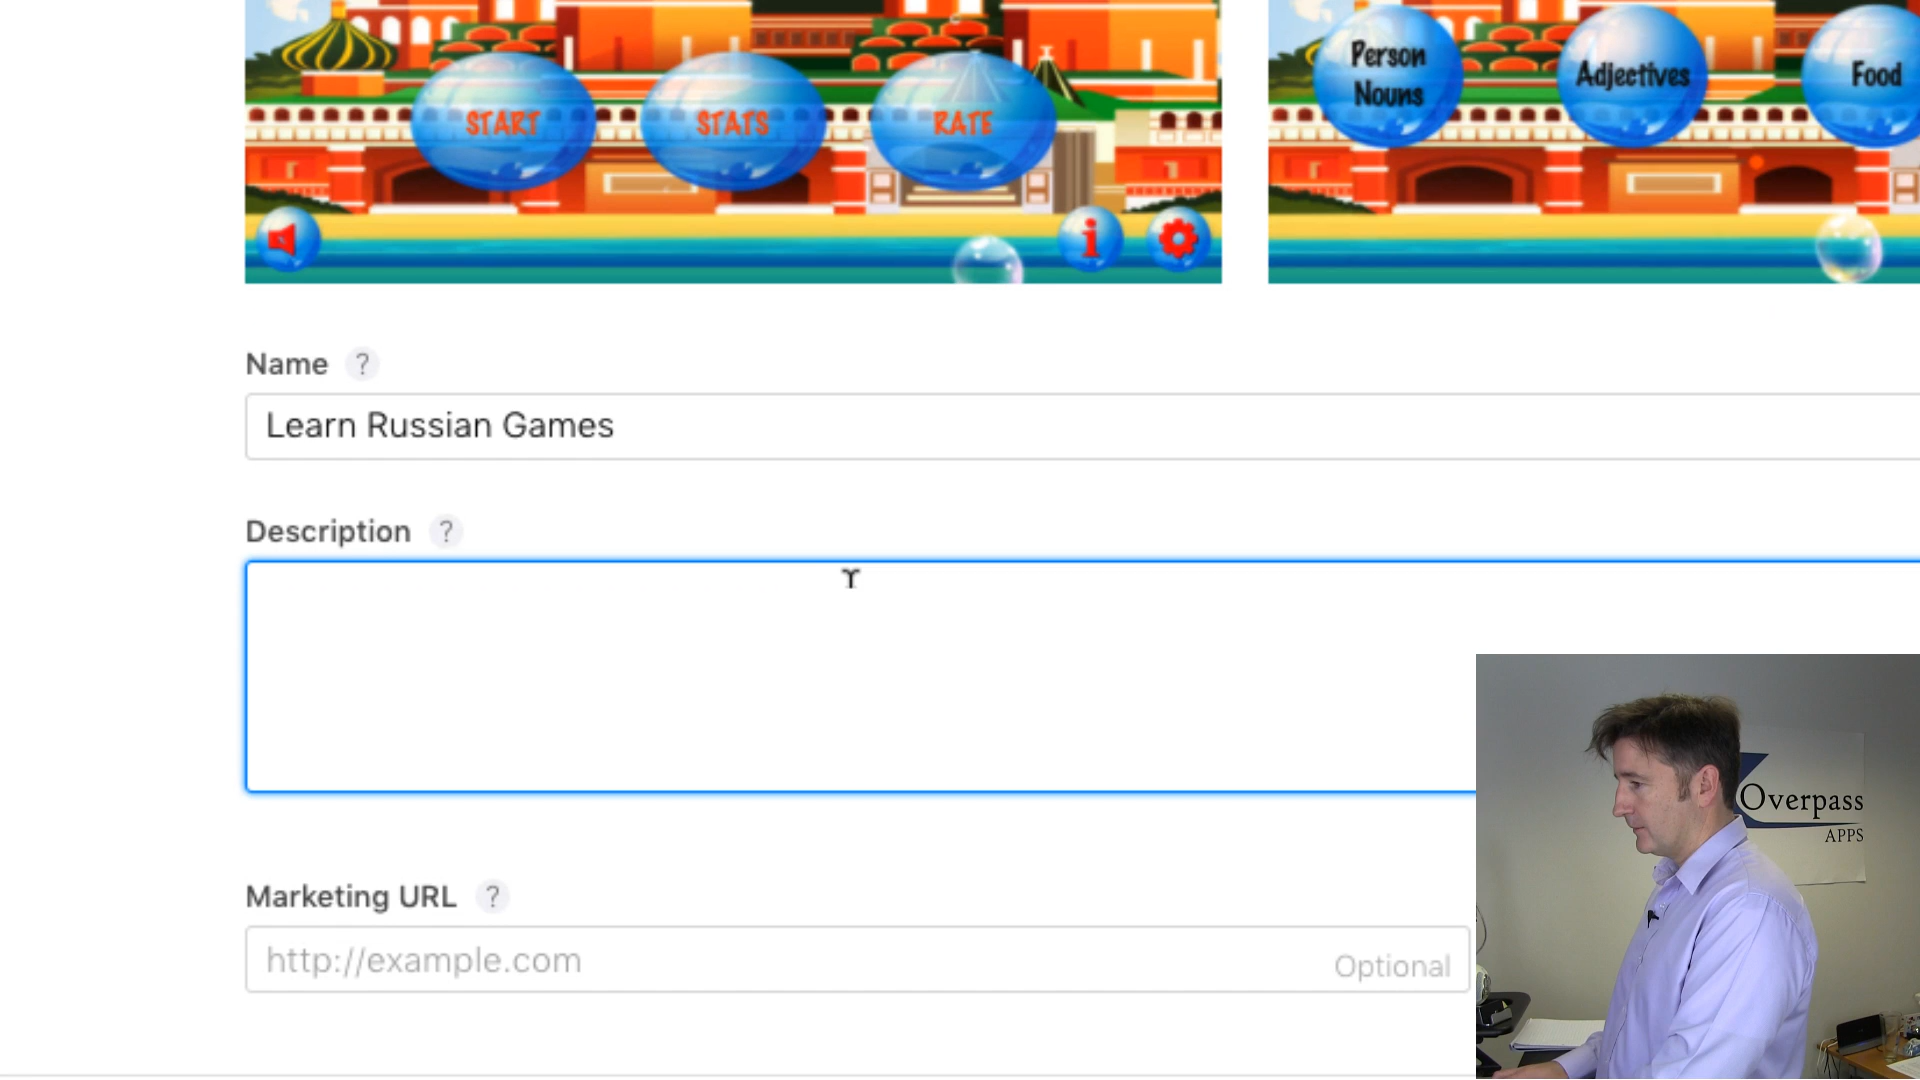 START
STATS
RATE
i
Person
Nouns
Adjectives
Food
Name ?
Learn Russian Games
Description ?
Marketing URL ?
http://example.com
Optional
Overpass
APPS